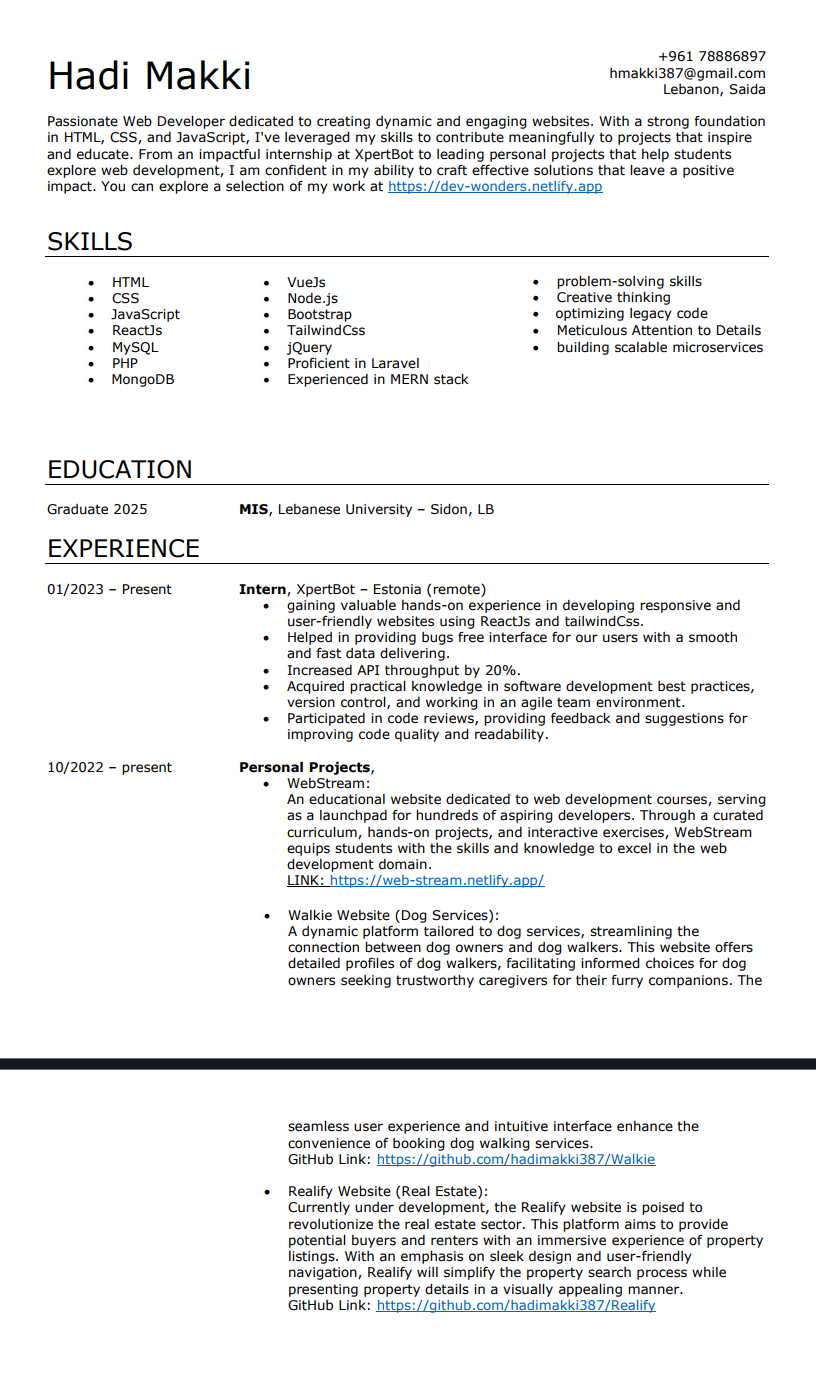 Hadi Makki
+961 78886897
hmakki387@gmail.com
Lebanon, Saida
Passionate Web Developer dedicated to creating dynamic and engaging websites. With a strong foundation
in HTML, CSS, and JavaScript, I've leveraged my skills to contribute meaningfully to projects that inspire
and educate. From an impactful internship at XpertBot to leading personal projects that help students
explore web development, I am confident in my ability to craft effective solutions that leave a positive
impact. You can explore a selection of my work at https://dev-wonders.netlify.app
SKILLS
• HTML
• CSS
• JavaScript
• ReactJs
• MySQL
• PHP
• MongoDB
• VueJs
• Node.js
• Bootstrap
• TailwindCss
• jQuery
• Proficient in Laravel
• Experienced in MERN stack
• problem-solving skills
• Creative thinking
• optimizing legacy code
• Meticulous Attention to Details
• building scalable microservices
EDUCATION
Graduate 2025 MIS, Lebanese University – Sidon, LB
EXPERIENCE
01/2023 – Present Intern, XpertBot – Estonia (remote)
• gaining valuable hands-on experience in developing responsive and
user-friendly websites using ReactJs and tailwindCss.
• Helped in providing bugs free interface for our users with a smooth
and fast data delivering.
• Increased API throughput by 20%.
• Acquired practical knowledge in software development best practices,
version control, and working in an agile team environment.
• Participated in code reviews, providing feedback and suggestions for
improving code quality and readability.
10/2022 – present Personal Projects,
• WebStream:
An educational website dedicated to web development courses, serving
as a launchpad for hundreds of aspiring developers. Through a curated
curriculum, hands-on projects, and interactive exercises, WebStream
equips students with the skills and knowledge to excel in the web
development domain.
LINK: https://web-stream.netlify.app/
• Walkie Website (Dog Services):
A dynamic platform tailored to dog services, streamlining the
connection between dog owners and dog walkers. This website offers
detailed profiles of dog walkers, facilitating informed choices for dog
owners seeking trustworthy caregivers for their furry companions. The
seamless user experience and intuitive interface enhance the
convenience of booking dog walking services.
GitHub Link: https://github.com/hadimakki387/Walkie
• Realify Website (Real Estate):
Currently under development, the Realify website is poised to
revolutionize the real estate sector. This platform aims to provide
potential buyers and renters with an immersive experience of property
listings. With an emphasis on sleek design and user-friendly
navigation, Realify will simplify the property search process while
presenting property details in a visually appealing manner.
GitHub Link: https://github.com/hadimakki387/Realify